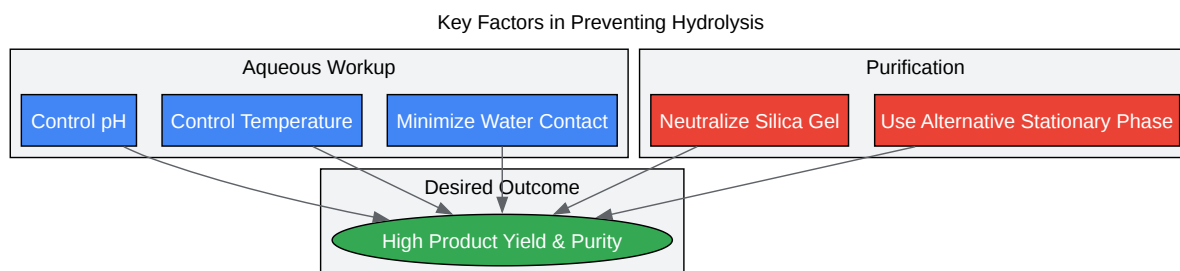 Key Factors in Preventing Hydrolysis
Aqueous Workup
Purification
Control pH
Control Temperature
Minimize Water Contact
Neutralize Silica Gel
Use Alternative Stationary Phase
Desired Outcome
High Product Yield & Purity